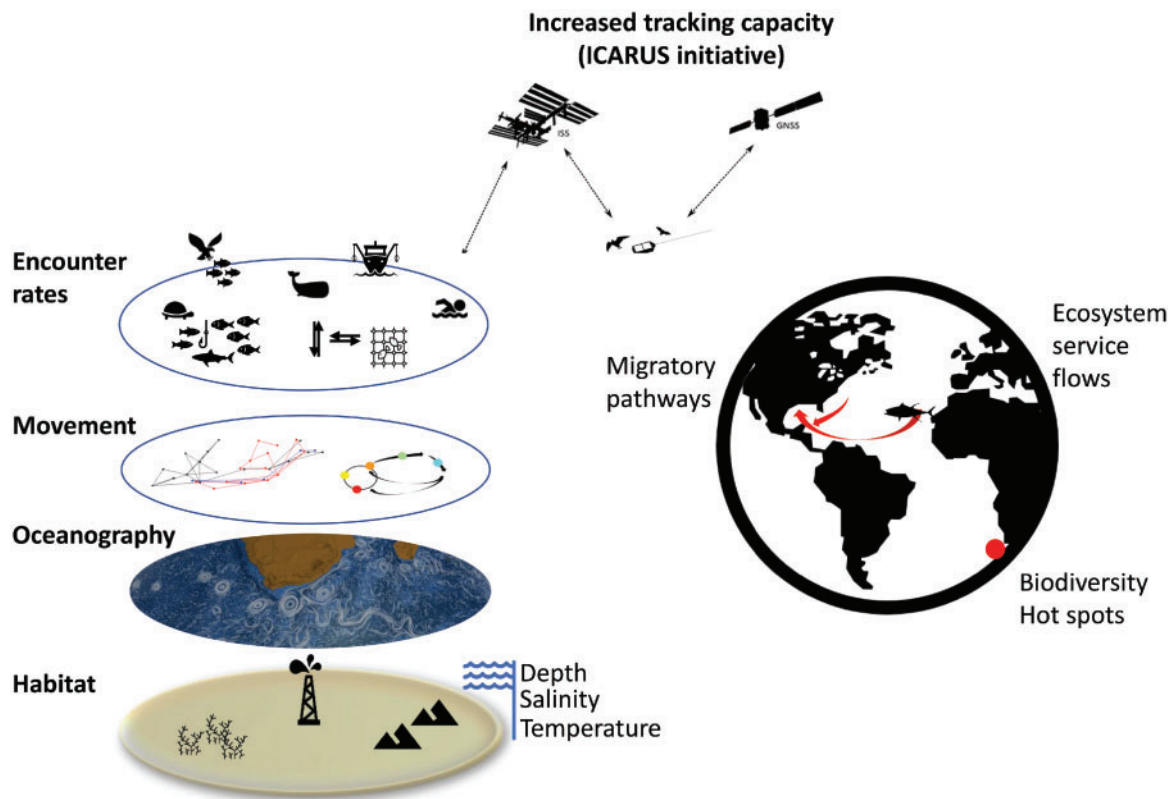 Increased tracking capacity
(ICARUS initiative)
ISS
GNSS
Encounter
rates
Movement
Oceanography
Habitat
Depth
Salinity
Temperature
Migratory
pathways
Ecosystem
service
flows
Biodiversity
Hot spots